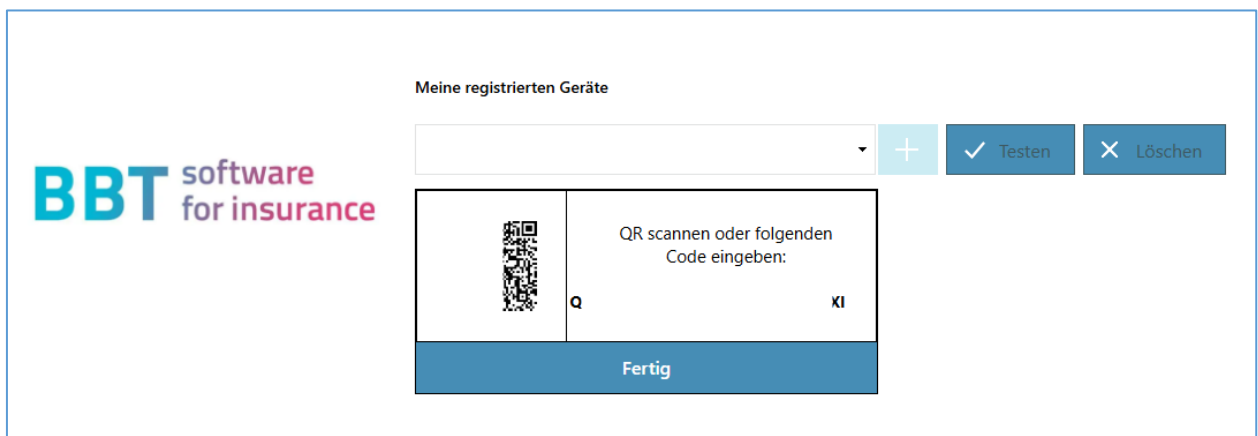 Meine registrierten Geräte
Testen
Löschen
BBT software
for insurance
QR scannen oder folgenden
Code eingeben:
Q XI
Fertig